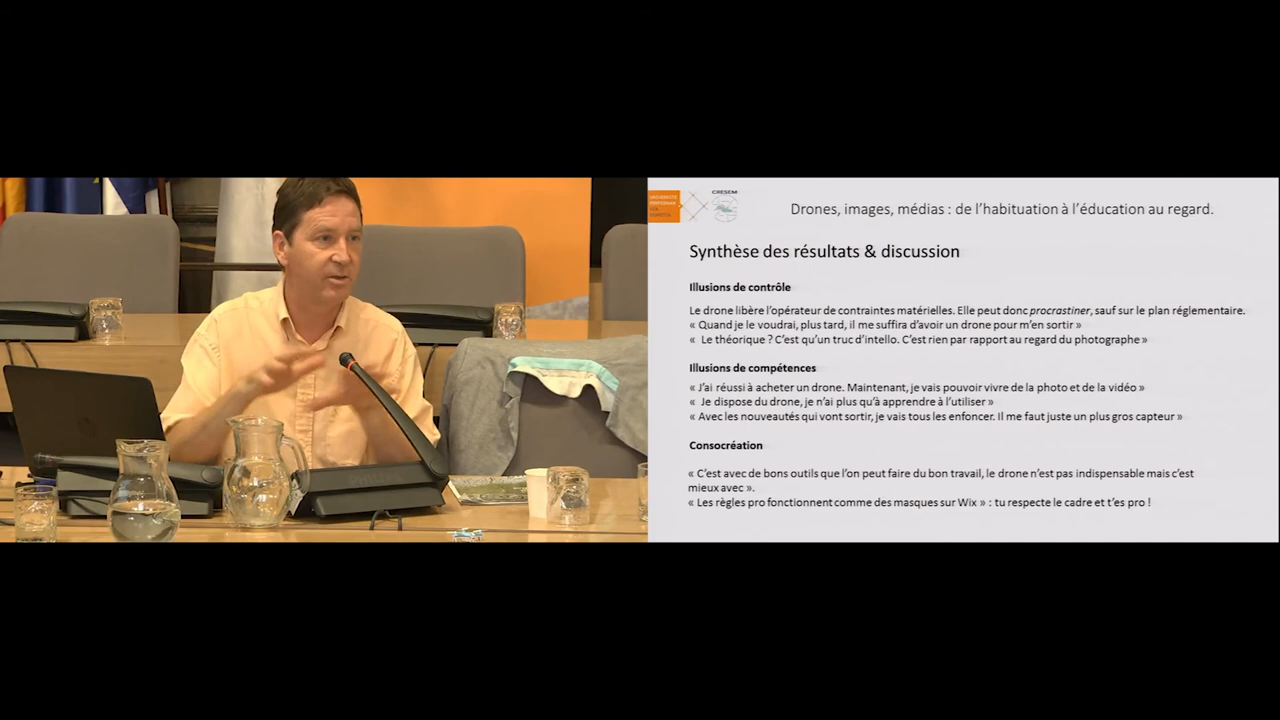 UNIVERSITÉ
PERPIGNAN
VIA
DOMITIA
CRESEM
Drones, images, médias : de l'habituation à l'éducation au regard.
Synthèse des résultats & discussion
Illusions de contrôle
Le drone libère l'opérateur de contraintes matérielles. Elle peut donc procrastiner, sauf sur le plan réglementaire.
« Quand je le voudrai, plus tard, il me suffira d'avoir un drone pour m'en sortir »
« Le théorique ? C'est qu'un truc d'intello. C'est rien par rapport au regard du photographe »
Illusions de compétences
« J'ai réussi à acheter un drone. Maintenant, je vais pouvoir vivre de la photo et de la vidéo »
« Je dispose du drone, je n'ai plus qu'à apprendre à l'utiliser »
« Avec les nouveautés qui vont sortir, je vais tous les enfoncer. Il me faut juste un plus gros capteur »
Consocréation
« C'est avec de bons outils que l'on peut faire du bon travail, le drone n'est pas indispensable mais c'est
mieux avec ».
« Les règles pro fonctionnent comme des masques sur Wix » : tu respecte le cadre et t'es pro !